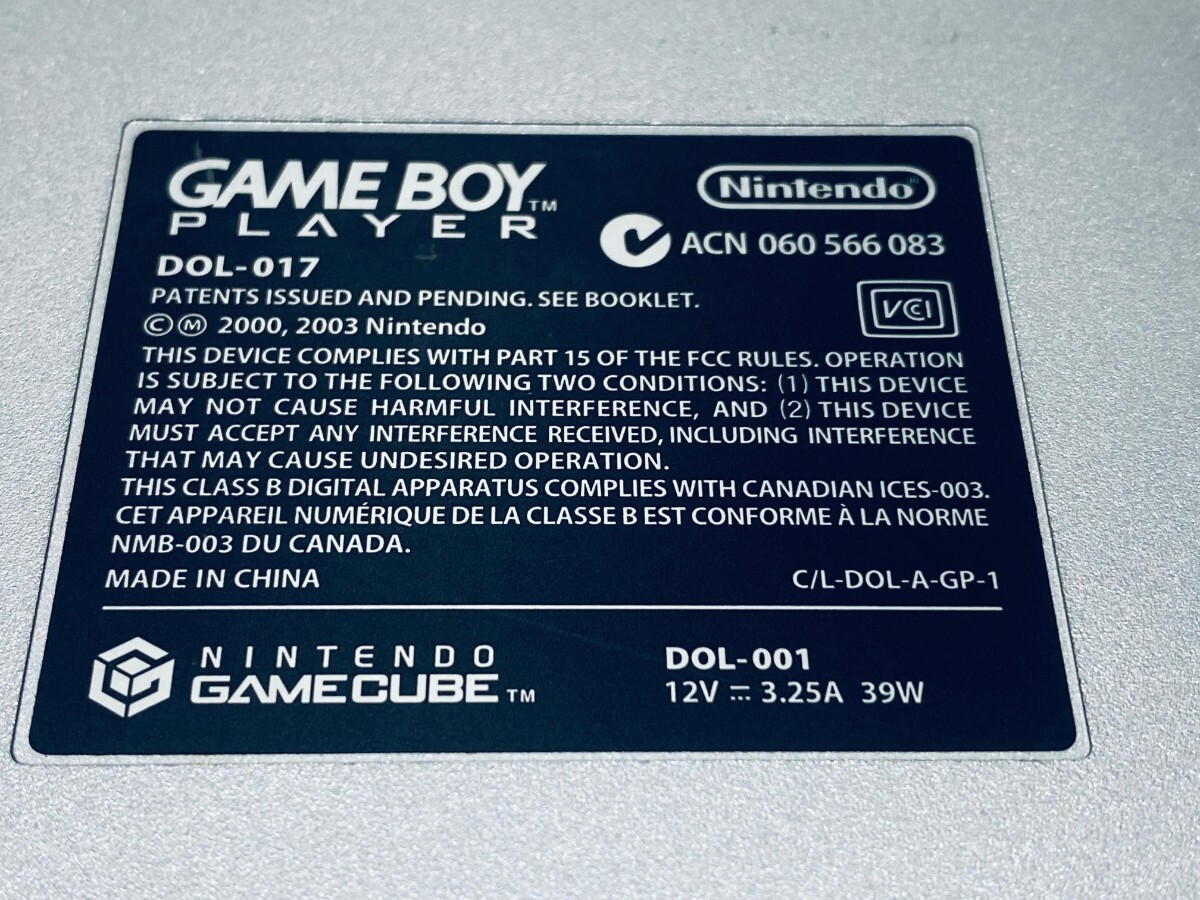 GAME BOY™
PLAYER
Nintendo
ACN 060 566 083
DOL-017
PATENTS ISSUED AND PENDING. SEE BOOKLET.
VCCI
ⒸⓂ 2000, 2003 Nintendo
THIS DEVICE COMPLIES WITH PART 15 OF THE FCC RULES. OPERATION
IS SUBJECT TO THE FOLLOWING TWO CONDITIONS: (1) THIS DEVICE
MAY NOT CAUSE HARMFUL INTERFERENCE, AND (2) THIS DEVICE
MUST ACCEPT ANY INTERFERENCE RECEIVED, INCLUDING INTERFERENCE
THAT MAY CAUSE UNDESIRED OPERATION.
THIS CLASS B DIGITAL APPARATUS COMPLIES WITH CANADIAN ICES-003.
CET APPAREIL NUMÉRIQUE DE LA CLASSE B EST CONFORME À LA NORME
NMB-003 DU CANADA.
MADE IN CHINA
C/L-DOL-A-GP-1
NINTENDO
GAMECUBE™
DOL-001
12V ⎓ 3.25A 39W